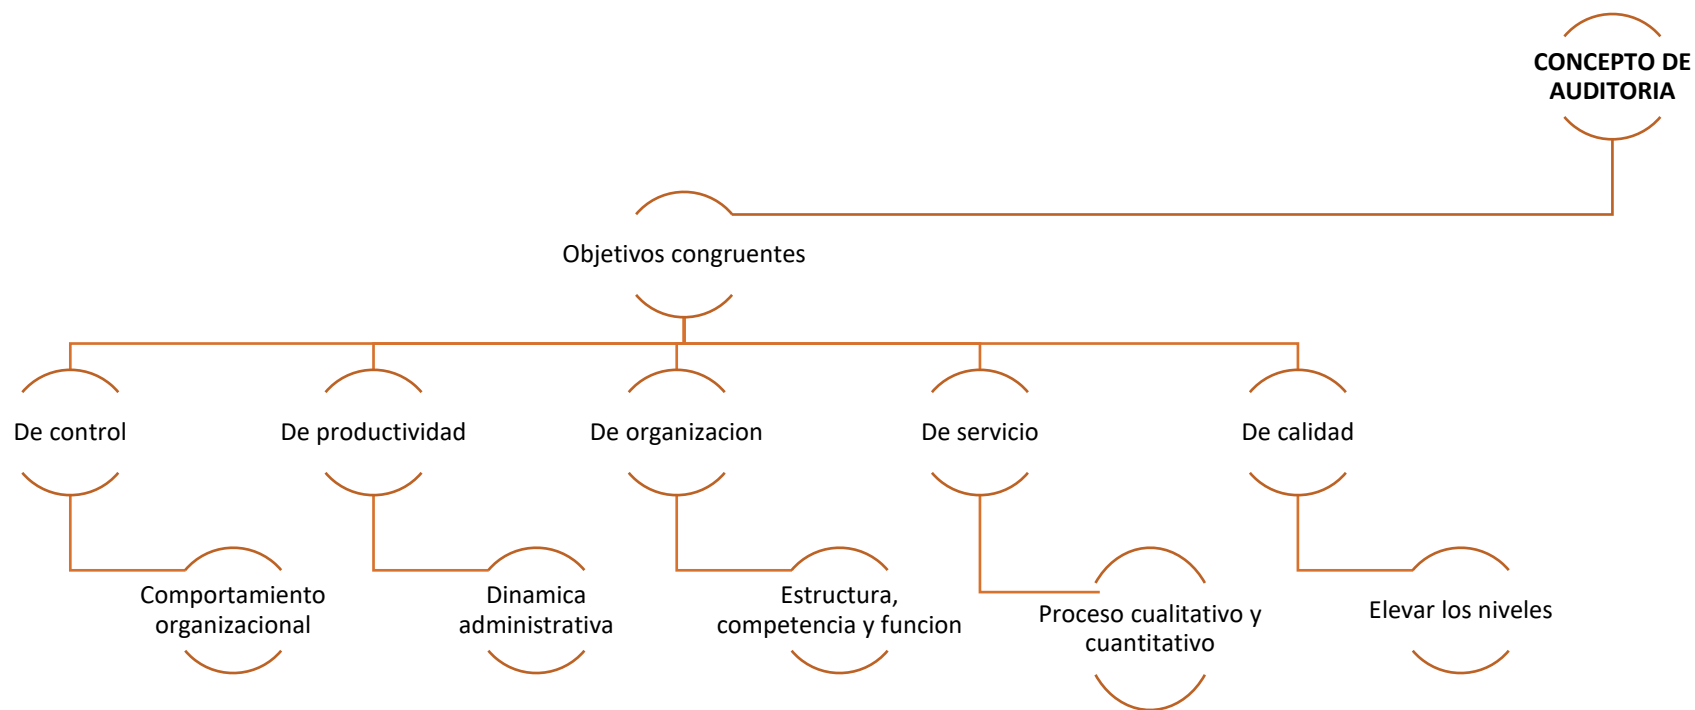 CONCEPTO DE
AUDITORIA
Objetivos congruentes
De control
De productividad
De organizacion
De servicio
De calidad
Comportamiento
organizacional
Dinamica
administrativa
Estructura,
competencia y funcion
Proceso cualitativo y
cuantitativo
Elevar los niveles